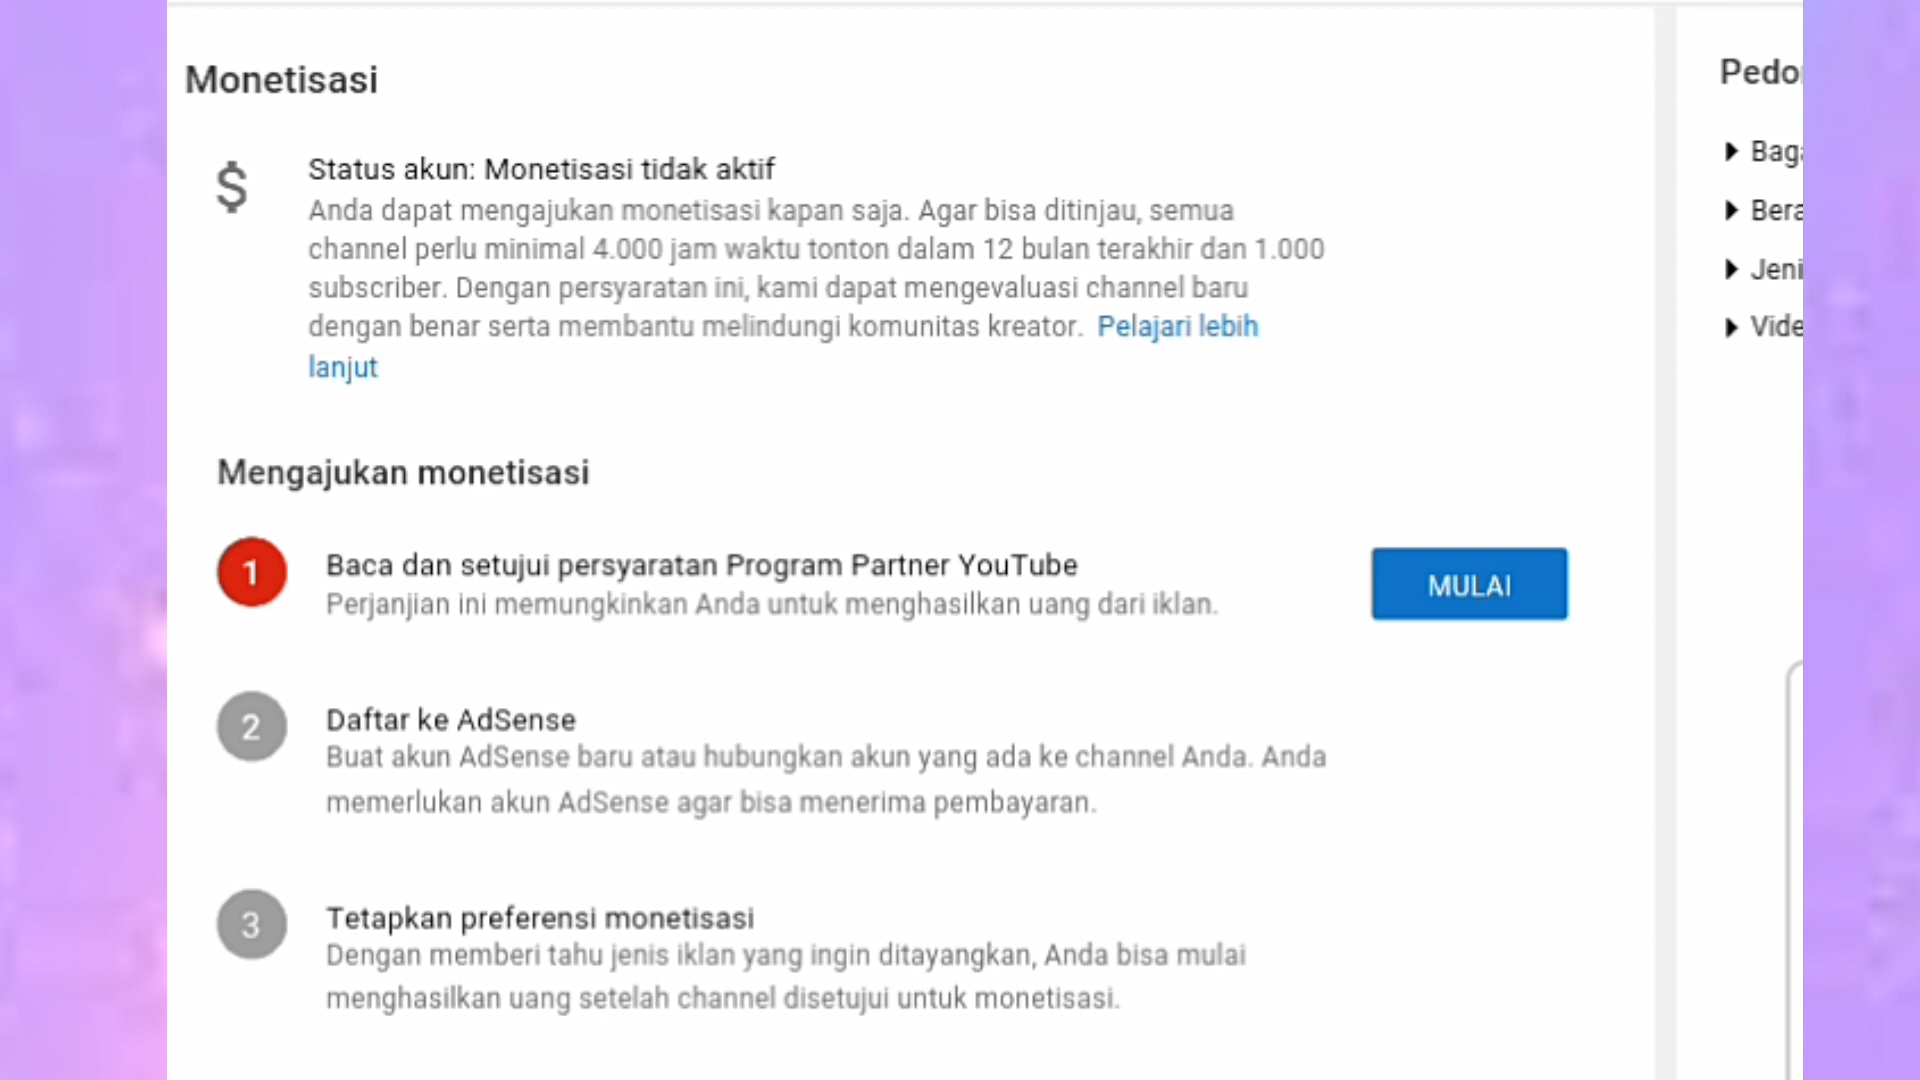 Monetisasi
$
Status akun: Monetisasi tidak aktif
Anda dapat mengajukan monetisasi kapan saja. Agar bisa ditinjau, semua
channel perlu minimal 4.000 jam waktu tonton dalam 12 bulan terakhir dan 1.000
subscriber. Dengan persyaratan ini, kami dapat mengevaluasi channel baru
dengan benar serta membantu melindungi komunitas kreator. Pelajari lebih
lanjut
Mengajukan monetisasi
1
Baca dan setujui persyaratan Program Partner YouTube
Perjanjian ini memungkinkan Anda untuk menghasilkan uang dari iklan.
MULAI
2
Daftar ke AdSense
Buat akun AdSense baru atau hubungkan akun yang ada ke channel Anda. Anda
memerlukan akun AdSense agar bisa menerima pembayaran.
3
Tetapkan preferensi monetisasi
Dengan memberi tahu jenis iklan yang ingin ditayangkan, Anda bisa mulai
menghasilkan uang setelah channel disetujui untuk monetisasi.